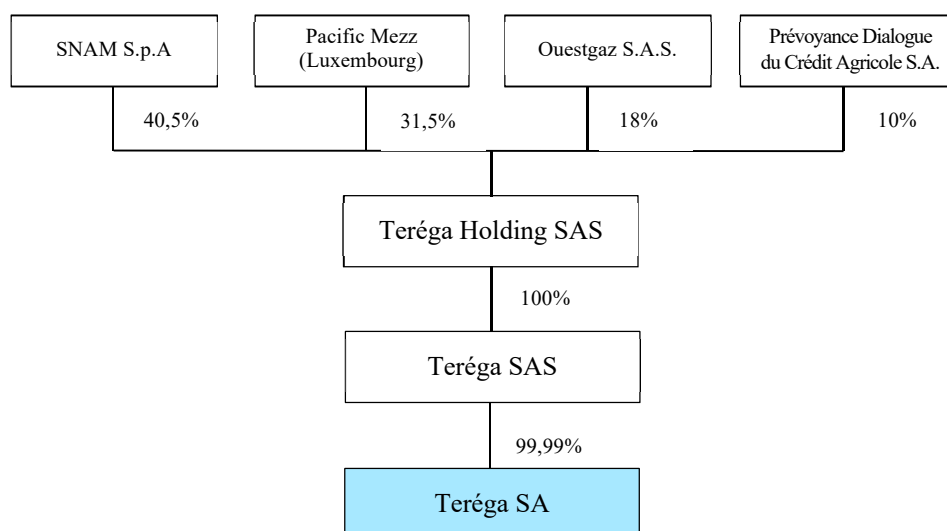 SNAM S.p.A
Pacific Mezz
(Luxembourg)
Ouestgaz S.A.S.
Prévoyance Dialogue
du Crédit Agricole S.A.
40,5%
31,5%
18%
10%
Teréga Holding SAS
100%
Teréga SAS
99,99%
Teréga SA